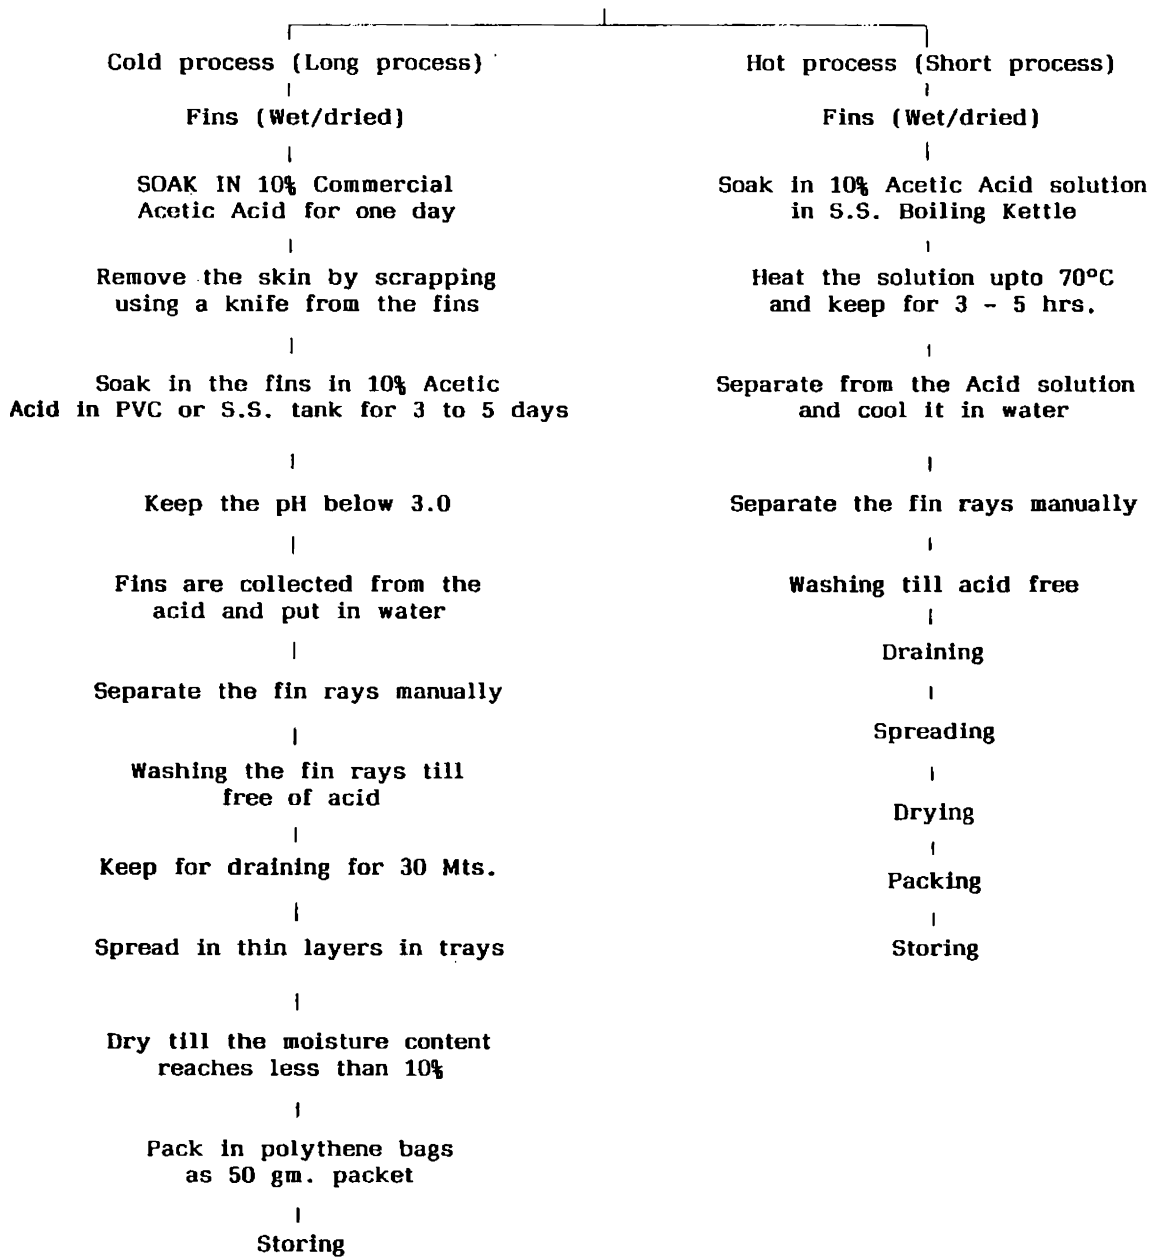 Cold process (Long process)
Fins (Wet/dried)
SOAK IN 10% Commercial
Acetic Acid for one day
Remove the skin by scrapping
using a knife from the fins
Soak in the fins in 10% Acetic
Acid in PVC or S.S. tank for 3 to 5 days
Keep the pH below 3.0
Fins are collected from the
acid and put in water
Separate the fin rays manually
Washing the fin rays till
free of acid
Keep for draining for 30 Mts.
Spread in thin layers in trays
Dry till the moisture content
reaches less than 10%
Pack in polythene bags
as 50 gm. packet
Storing
Hot process (Short process)
Fins (Wet/dried)
Soak in 10% Acetic Acid solution
in S.S. Boiling Kettle
Heat the solution upto 70°C
and keep for 3 - 5 hrs.
Separate from the Acid solution
and cool it in water
Separate the fin rays manually
Washing till acid free
Draining
Spreading
Drying
Packing
Storing